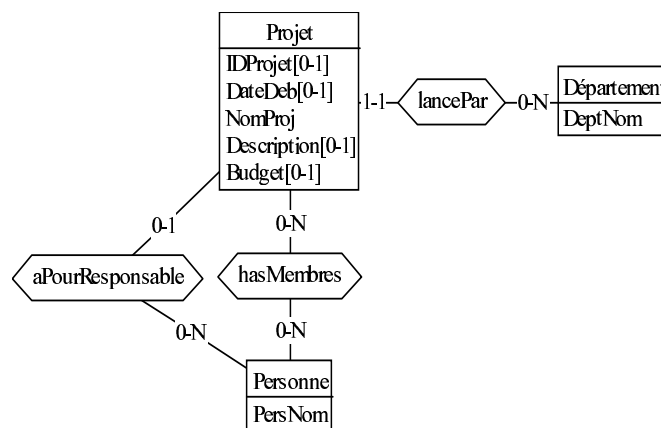 Projet
IDProjet[0-1]
DateDeb[0-1]
NomProj
Description[0-1]
Budget[0-1]
1-1
lancePar
0-N
Département
DeptNom
0-1
0-N
aPourResponsable
hasMembres
0-N
0-N
Personne
PersNom